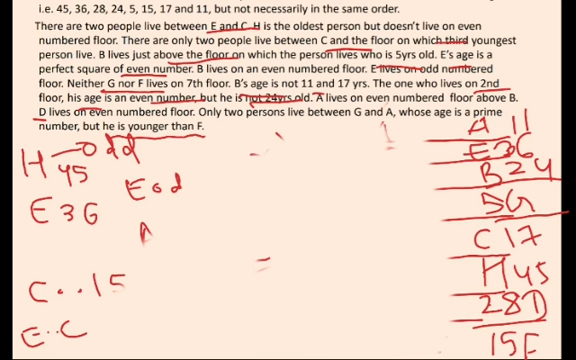 i.e. 45, 36, 28, 24, 5, 15, 17 and 11, but not necessarily in the same order.
There are two people live between E and C. H is the oldest person but doesn't live on even
numbered floor. There are only two people live between C and the floor on which third youngest
person live. B lives just above the floor on which the person lives who is 5yrs old. E's age is a
perfect square of even number. B lives on an even numbered floor. E lives on odd numbered
floor. Neither G nor F lives on 7th floor. B's age is not 11 and 17 yrs. The one who lives on 2nd
floor, his age is an even number, but he is not 24yrs old. A lives on even numbered floor above B.
D lives on even numbered floor. Only two persons live between G and A, whose age is a prime
number, but he is younger than F.
A 11
H-Odd
E36
45
B24
E od
E 36
5G
A
C 17
H45
C . . 15
28D
E . . C
15F